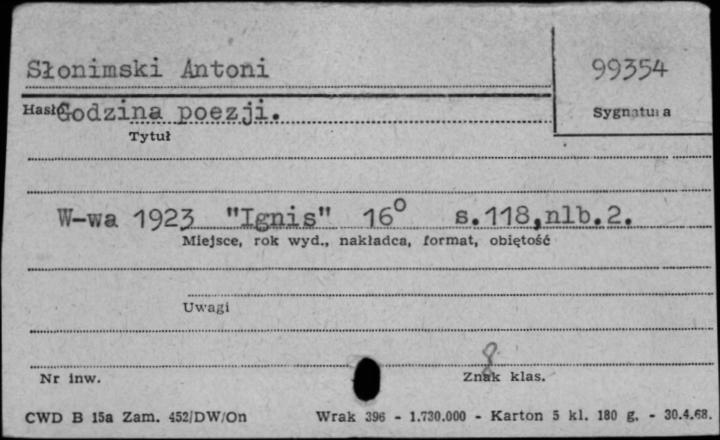 Słonimski Antoni
99354
Hasło
Godzina poezji.
Sygnatura
Tytuł
W-wa 1923 "Ignis" 16° s.118,nlb.2.
Miejsce, rok wyd., nakładca, format, objętość
Uwagi
8
Nr inw.
Znak klas.
CWD B 15a Zam. 452/DW/On Wrak 396 - 1.730.000 - Karton 5 kl. 180 g. - 30.4.68.